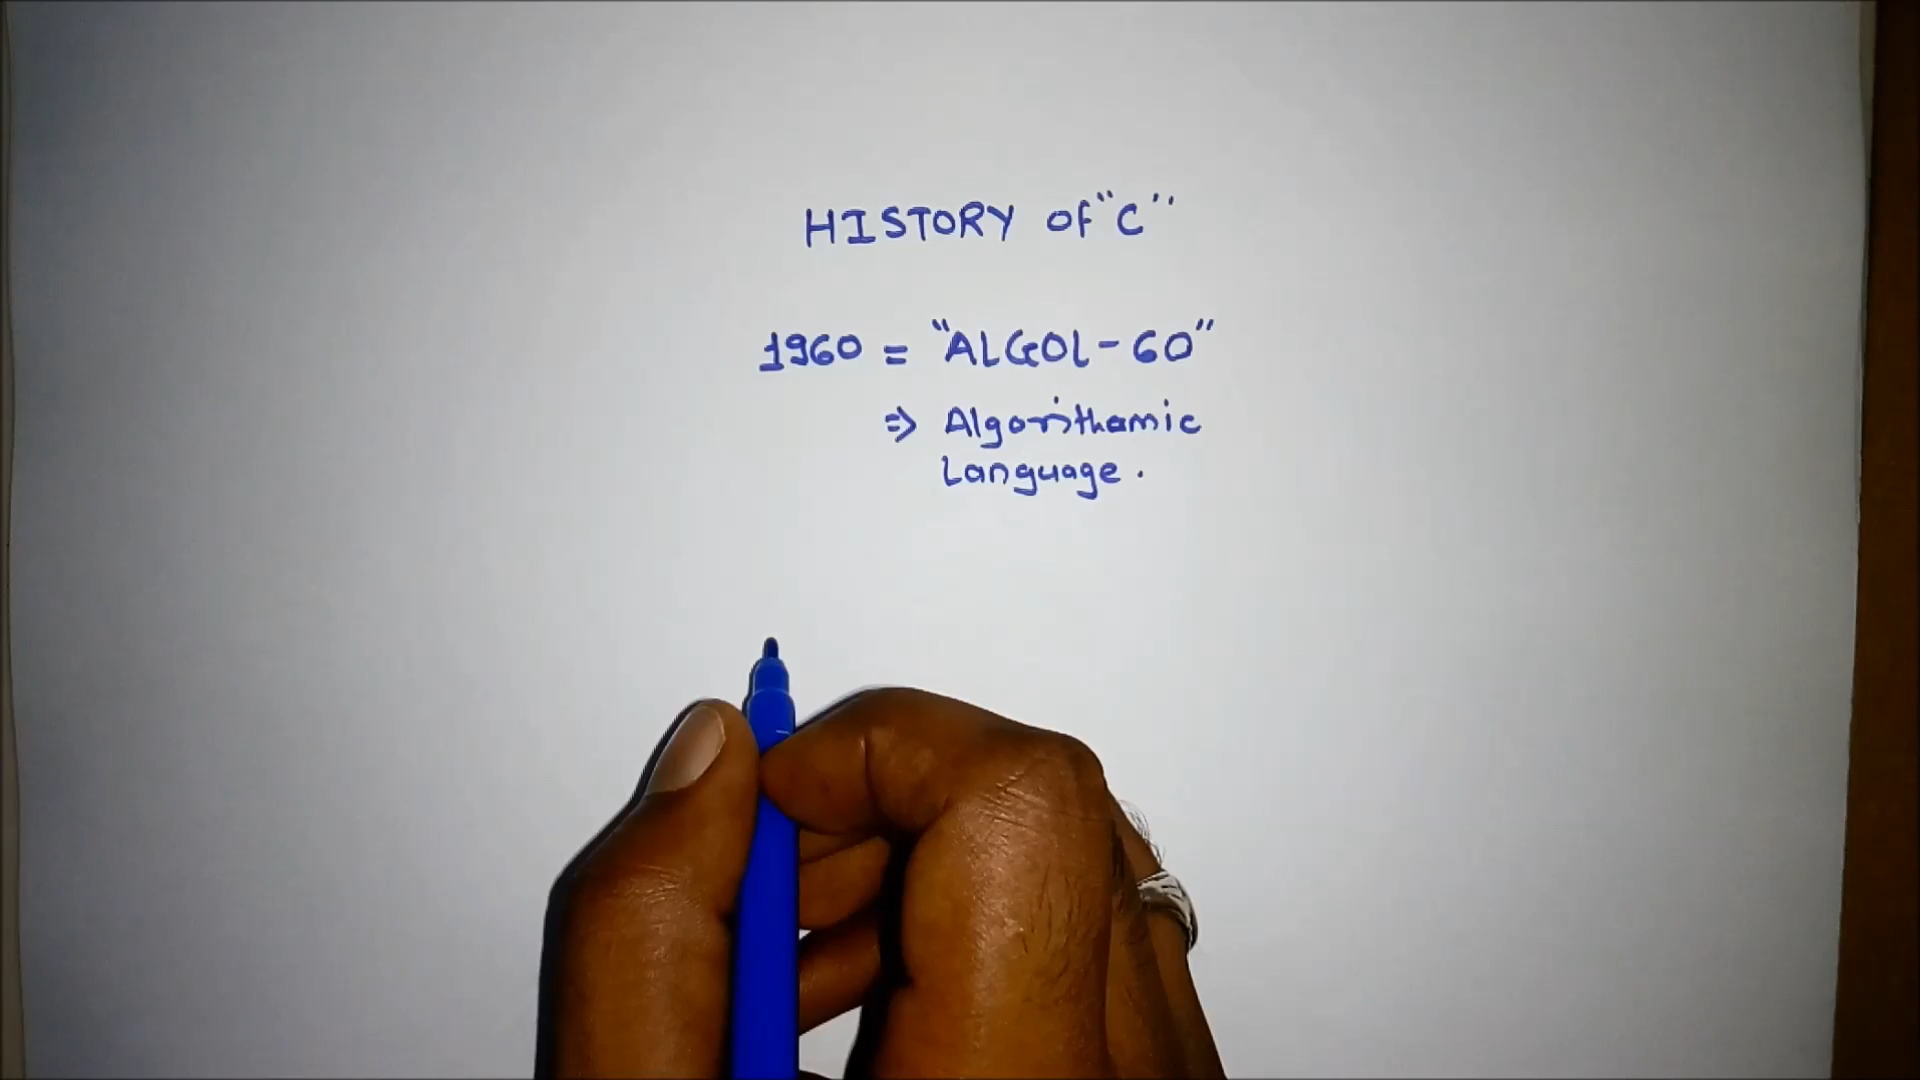 HISTORY of "C"
1960 = "ALGOL-60"
⇒ Algorithamic
Language.